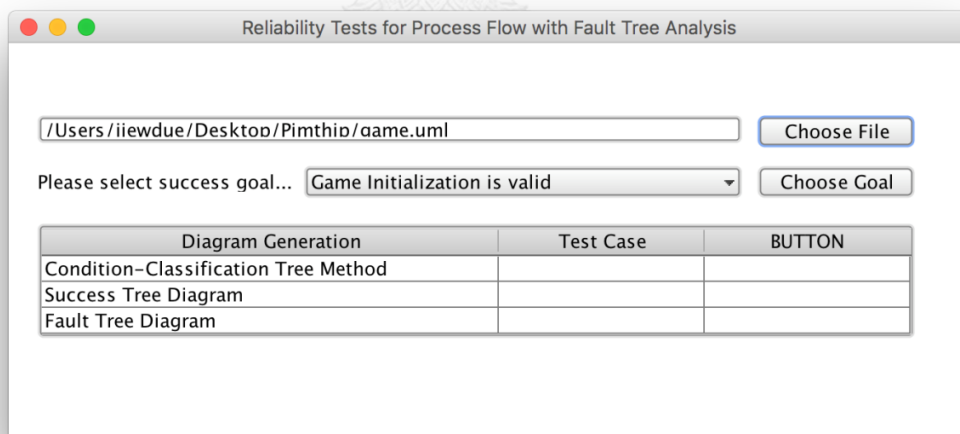 Reliability Tests for Process Flow with Fault Tree Analysis
/Users/jiewdue/Desktop/Pimthip/game.uml Choose File
Please select success goal... Game Initialization is valid Choose Goal
Diagram Generation Test Case BUTTON
Condition-Classification Tree Method
Success Tree Diagram
Fault Tree Diagram